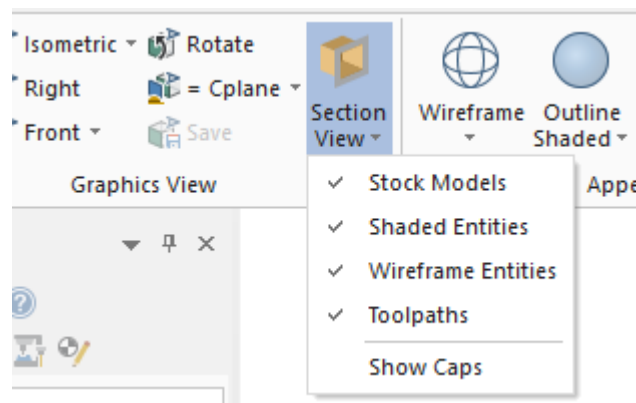 Isometric
Rotate
Right
= Cplane
Front
Save
Section
View
Wireframe
Outline
Shaded
Graphics View
Appe
Stock Models
Shaded Entities
Wireframe Entities
Toolpaths
Show Caps